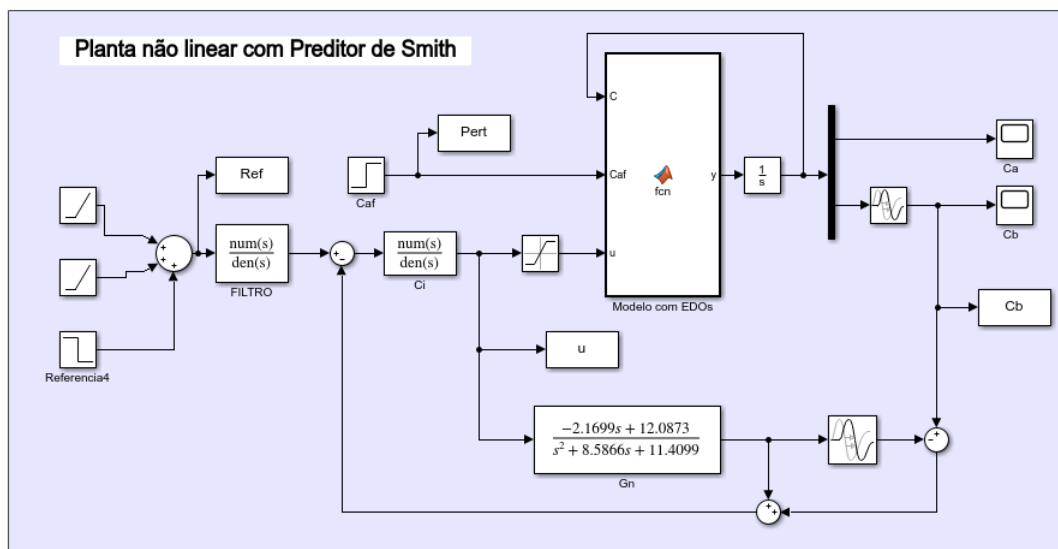 Planta não linear com Preditor de Smith
Pert
Ref
Caf
C
Caf
u
fcn
y
1
s
Modelo com EDOs
Ca
Cb
Cb
num(s)
den(s)
FILTRO
+
+
+
+-
num(s)
den(s)
Ci
u
Referencia4
-2.1699s + 12.0873
s² + 8.5866s + 11.4099
Gn
+
-
+
+